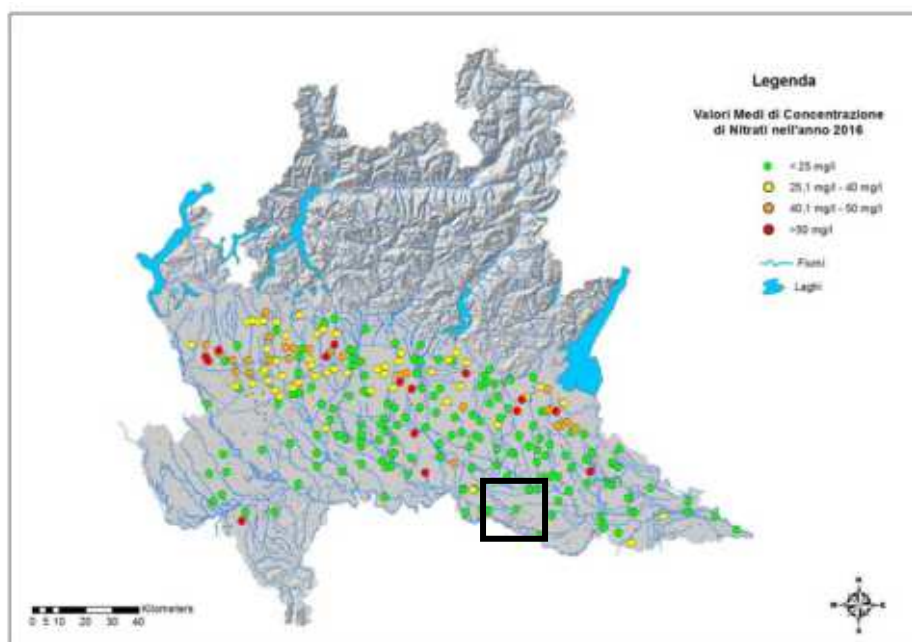 Legenda
Valori Medi di Concentrazione
di Nitrati nell'anno 2016
< 25 mg/l
25,1 mg/l - 40 mg/l
40,1 mg/l - 50 mg/l
>50 mg/l
Fiumi
Laghi
Kilometers
0 5 10 20 30 40